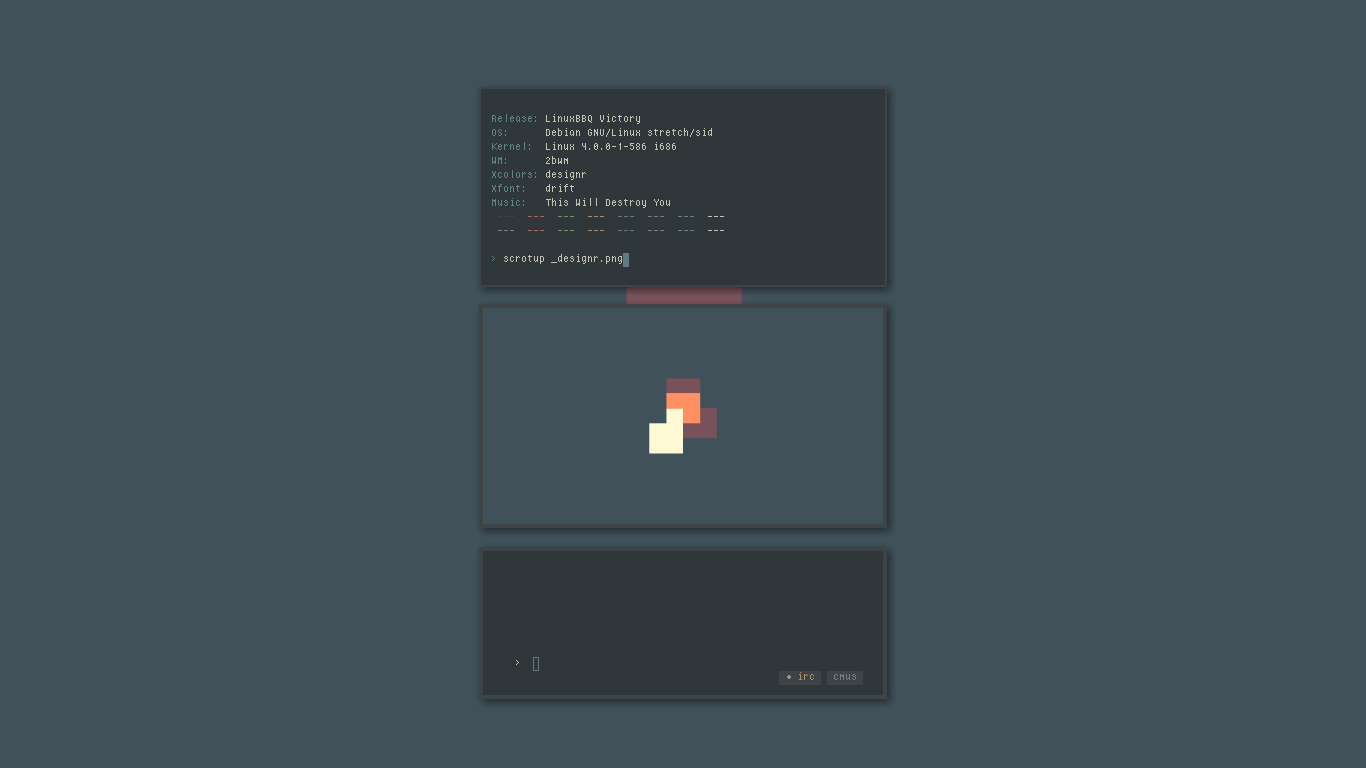 Release: LinuxBBQ Victory
OS: Debian GNU/Linux stretch/sid
Kernel: Linux 4.0.0-1-586 i686
WM: 2bwm
Xcolors: designr
Xfont: drift
Music: This Will Destroy You
--- --- --- --- --- --- --- ---
--- --- --- --- --- --- --- ---
> scrotup _designr.png
>
◆ irc cmus